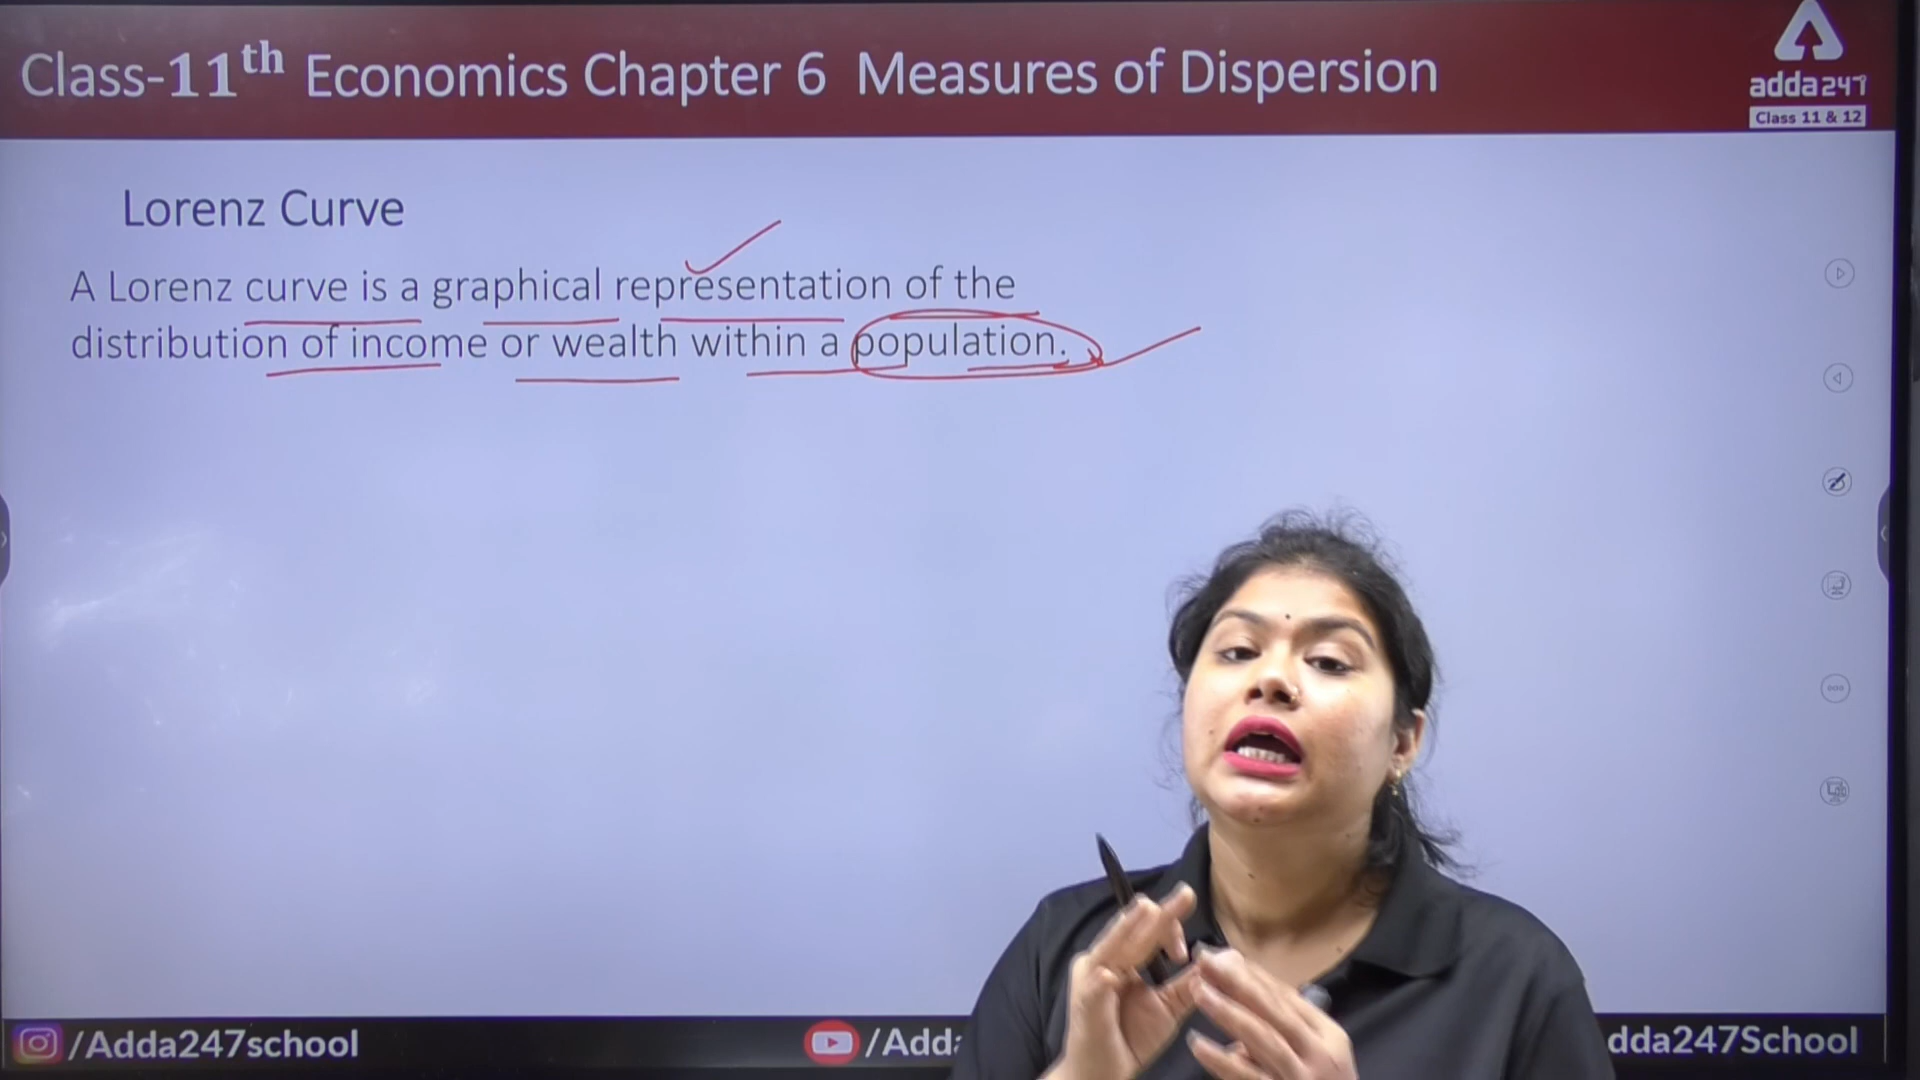 Class-11th Economics Chapter 6 Measures of Dispersion
adda247
Class 11 & 12
Lorenz Curve
A Lorenz curve is a graphical representation of the
distribution of income or wealth within a population.
/Adda247school
/Adda
dda247School